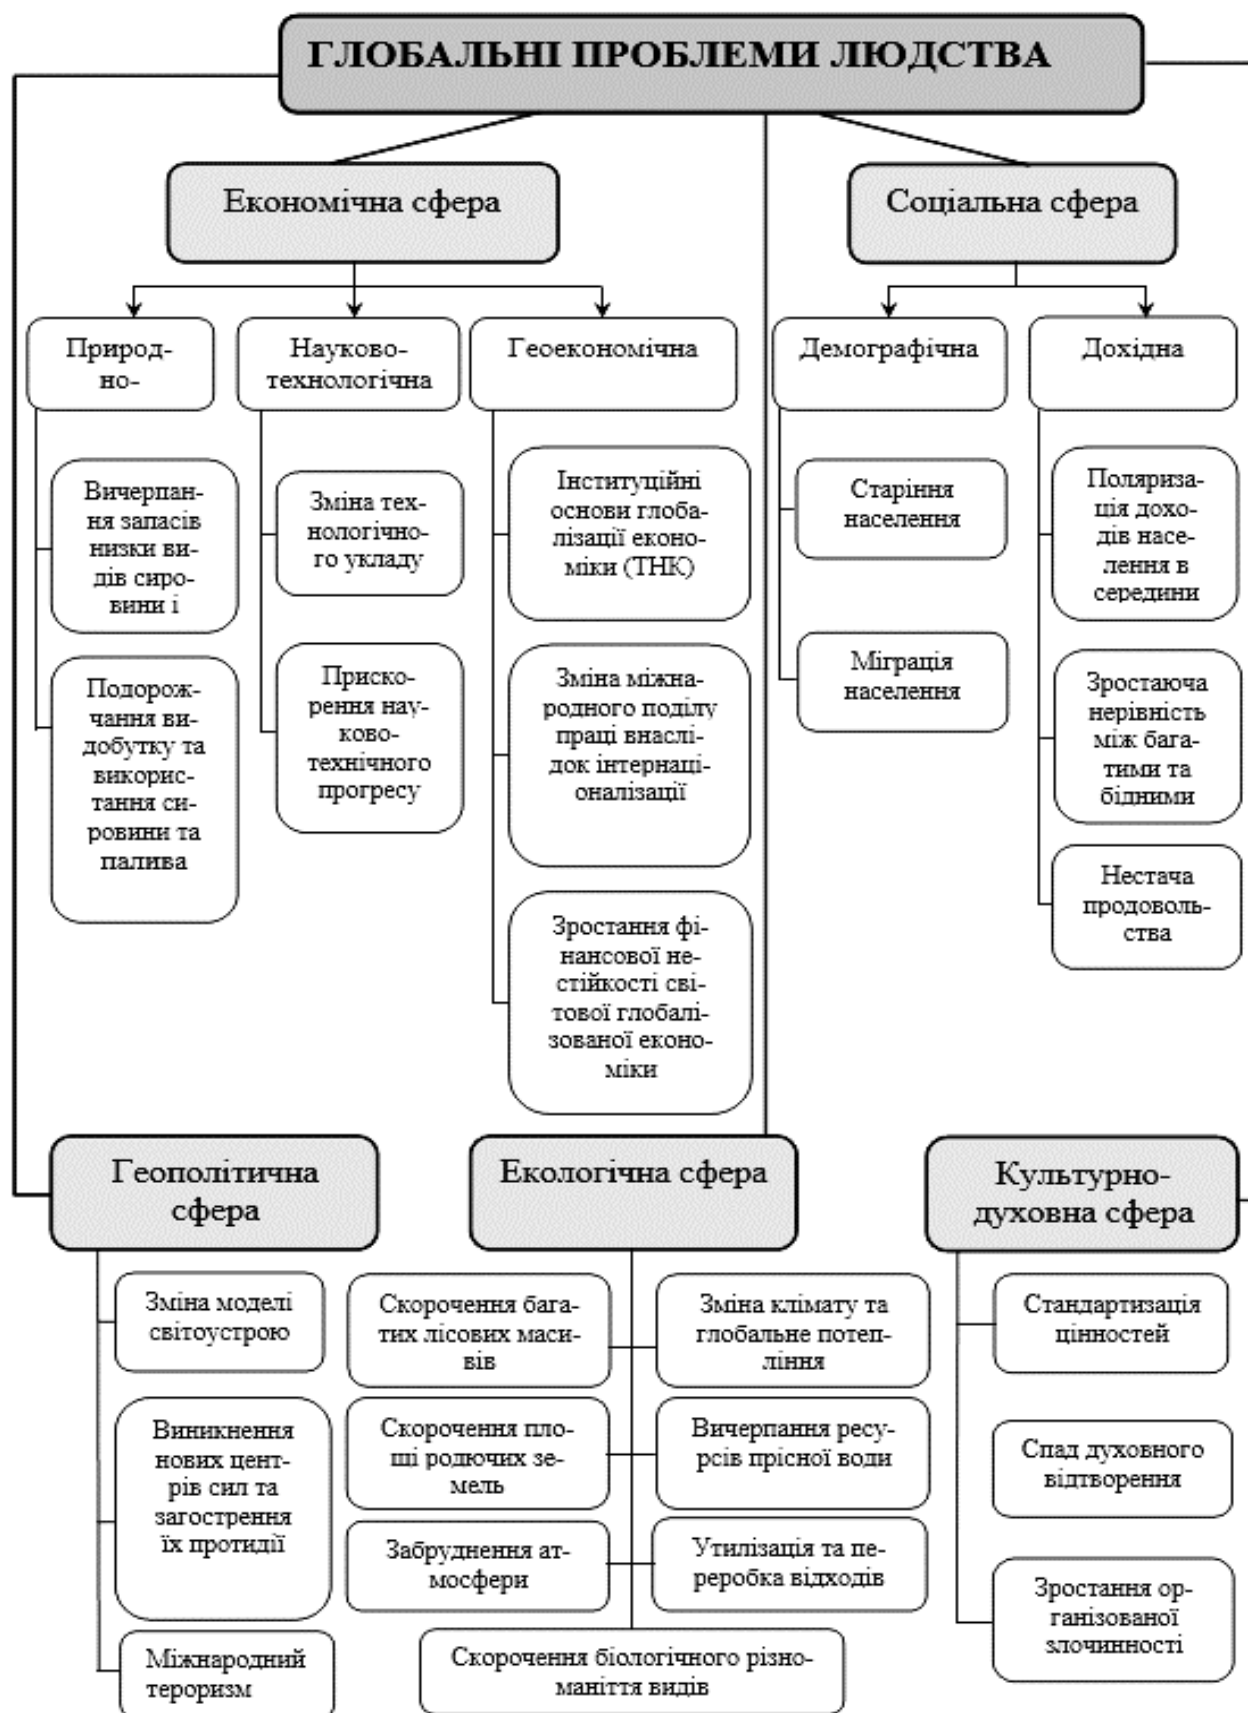 ГЛОБАЛЬНІ ПРОБЛЕМИ ЛЮДСТВА
Економічна сфера
Соціальна сфера
Природ-
но-
Науково-
технологічна
Геоекономічна
Демографічна
Дохідна
Вичерпан-
ня запасів
низки ви-
дів сиро-
вини і
Подорож-
чання ви-
добутку та
викорис-
тання си-
ровини та
палива
Зміна тех-
нологічно-
го укладу
Приско-
рення нау-
ково-
технічного
прогресу
Інституційні
основи глоба-
лізації еконо-
міки (ТНК)
Зміна міжна-
родного поділу
праці внаслі-
док інтернаці-
оналізації
Зростання фі-
нансової не-
стійкості сві-
тової глобалі-
зованої еконо-
міки
Старіння
населення
Міграція
населення
Поляриза-
ція дохо-
дів насе-
лення в
середини
Зростаюча
нерівність
між бага-
тими та
бідними
Нестача
продоволь-
ства
Геополітична
сфера
Екологічна сфера
Культурно-
духовна сфера
Зміна моделі
світоустрою
Виникнення
нових цент-
рів сил та
загострення
їх протидії
Міжнародний
тероризм
Скорочення бага-
тих лісових маси-
вів
Зміна клімату та
глобальне потеп-
ління
Скорочення пло-
щі родючих зе-
мель
Вичерпання ресу-
рсів прісної води
Забруднення ат-
мосфери
Утилізація та пе-
реробка відходів
Скорочення біологічного різно-
маніття видів
Стандартизація
цінностей
Спад духовного
відтворення
Зростання ор-
ганізованої
злочинності